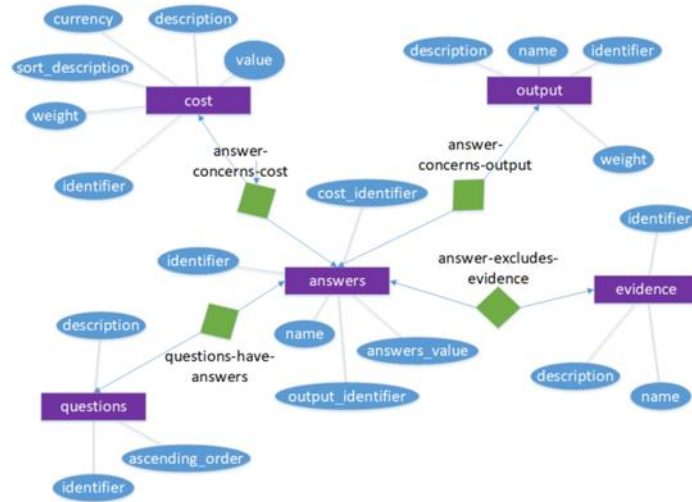 currency
description
sort_description
value
cost
weight
identifier
description
name
identifier
output
weight
answer-
concerns-cost
answer-
concerns-output
cost_identifier
identifier
answers
name
answers_value
output_identifier
answer-excludes-
evidence
identifier
evidence
description
name
description
questions-have-
answers
questions
ascending_order
identifier